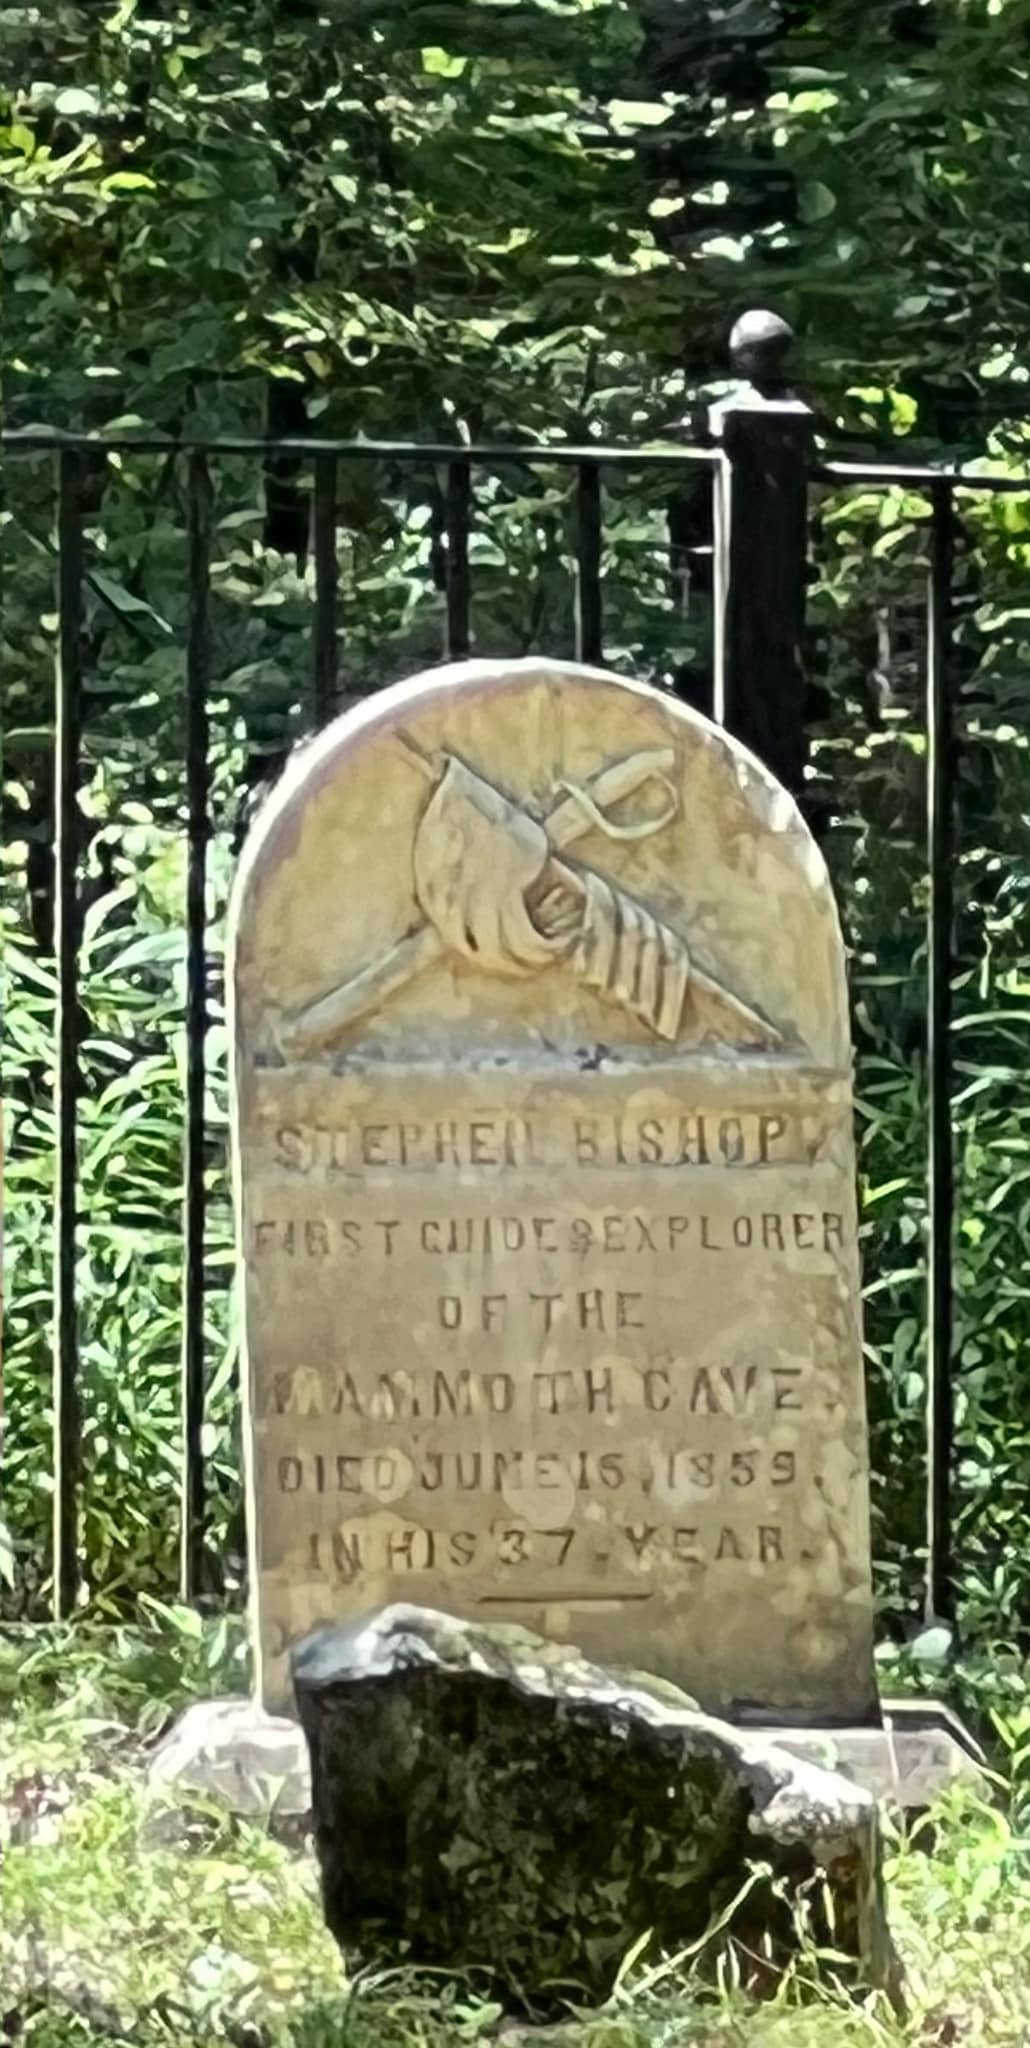 STEPHEN BISHOP,
FIRST GUIDE & EXPLORER
OF THE
MAMMOTH CAVE.
DIED JUNE 15, 1859.
IN HIS 37. YEAR.